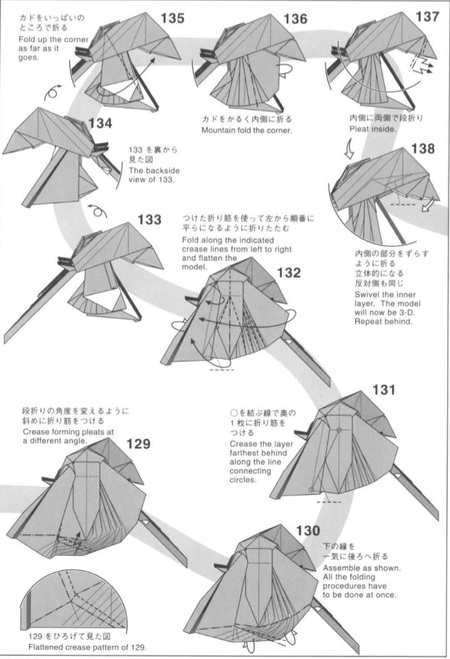 カドをいっぱいの
ところで折る
Fold up the corner
as far as it
goes.
135
136
カドをかるく内側に折る
Mountain fold the corner.
137
内側に両側で段折り
Pleat inside.
134
133 を裏から
見た図
The backside
view of 133.
138
内側の部分をずらす
ように折る
立体的になる
反対側も同じ
Swivel the inner
layer. The model
will now be 3-D.
Repeat behind.
133
つけた折り筋を使って左から順番に
平らになるように折りたたむ
Fold along the indicated
crease lines from left to right
and flatten the
model.
132
131
○を結ぶ線で奥の
1枚に折り筋を
つける
Crease the layer
farthest behind
along the line
connecting
circles.
段折りの角度を変えるように
斜めに折り筋をつける
Crease forming pleats at
a different angle.
129
130
下の縁を
一気に後ろへ折る
Assemble as shown.
All the folding
procedures have
to be done at once.
129 をひろげて見た図
Flattened crease pattern of 129.